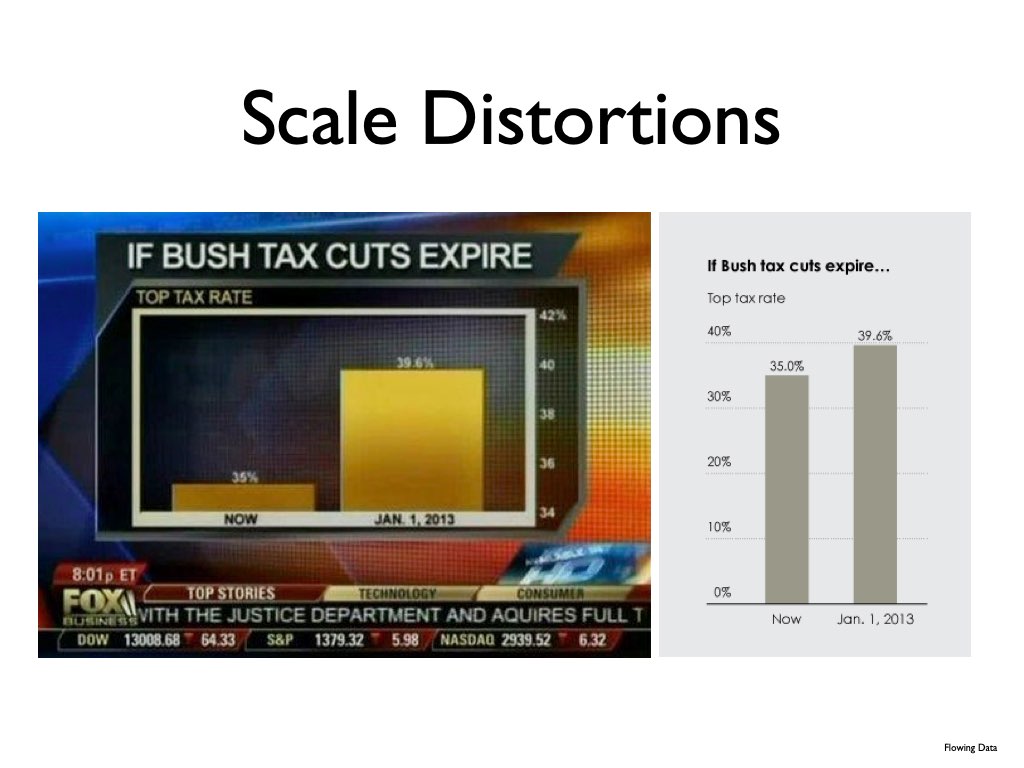 Scale Distortions
IF BUSH TAX CUTS EXPIRE
TOP TAX RATE
42%
40
38
36
34
39.6%
35%
NOW JAN. 1, 2013
8:01p ET
TOP STORIES TECHNOLOGY CONSUMER
FOX
BUSINESS
WITH THE JUSTICE DEPARTMENT AND AQUIRES FULL T
DOW 13008.68 64.33 S&P 1379.32 5.98 NASDAQ 2939.52 6.32
HD
If Bush tax cuts expire...
Top tax rate
40%
30%
20%
10%
0%
35.0%
39.6%
Now Jan. 1, 2013
Flowing Data